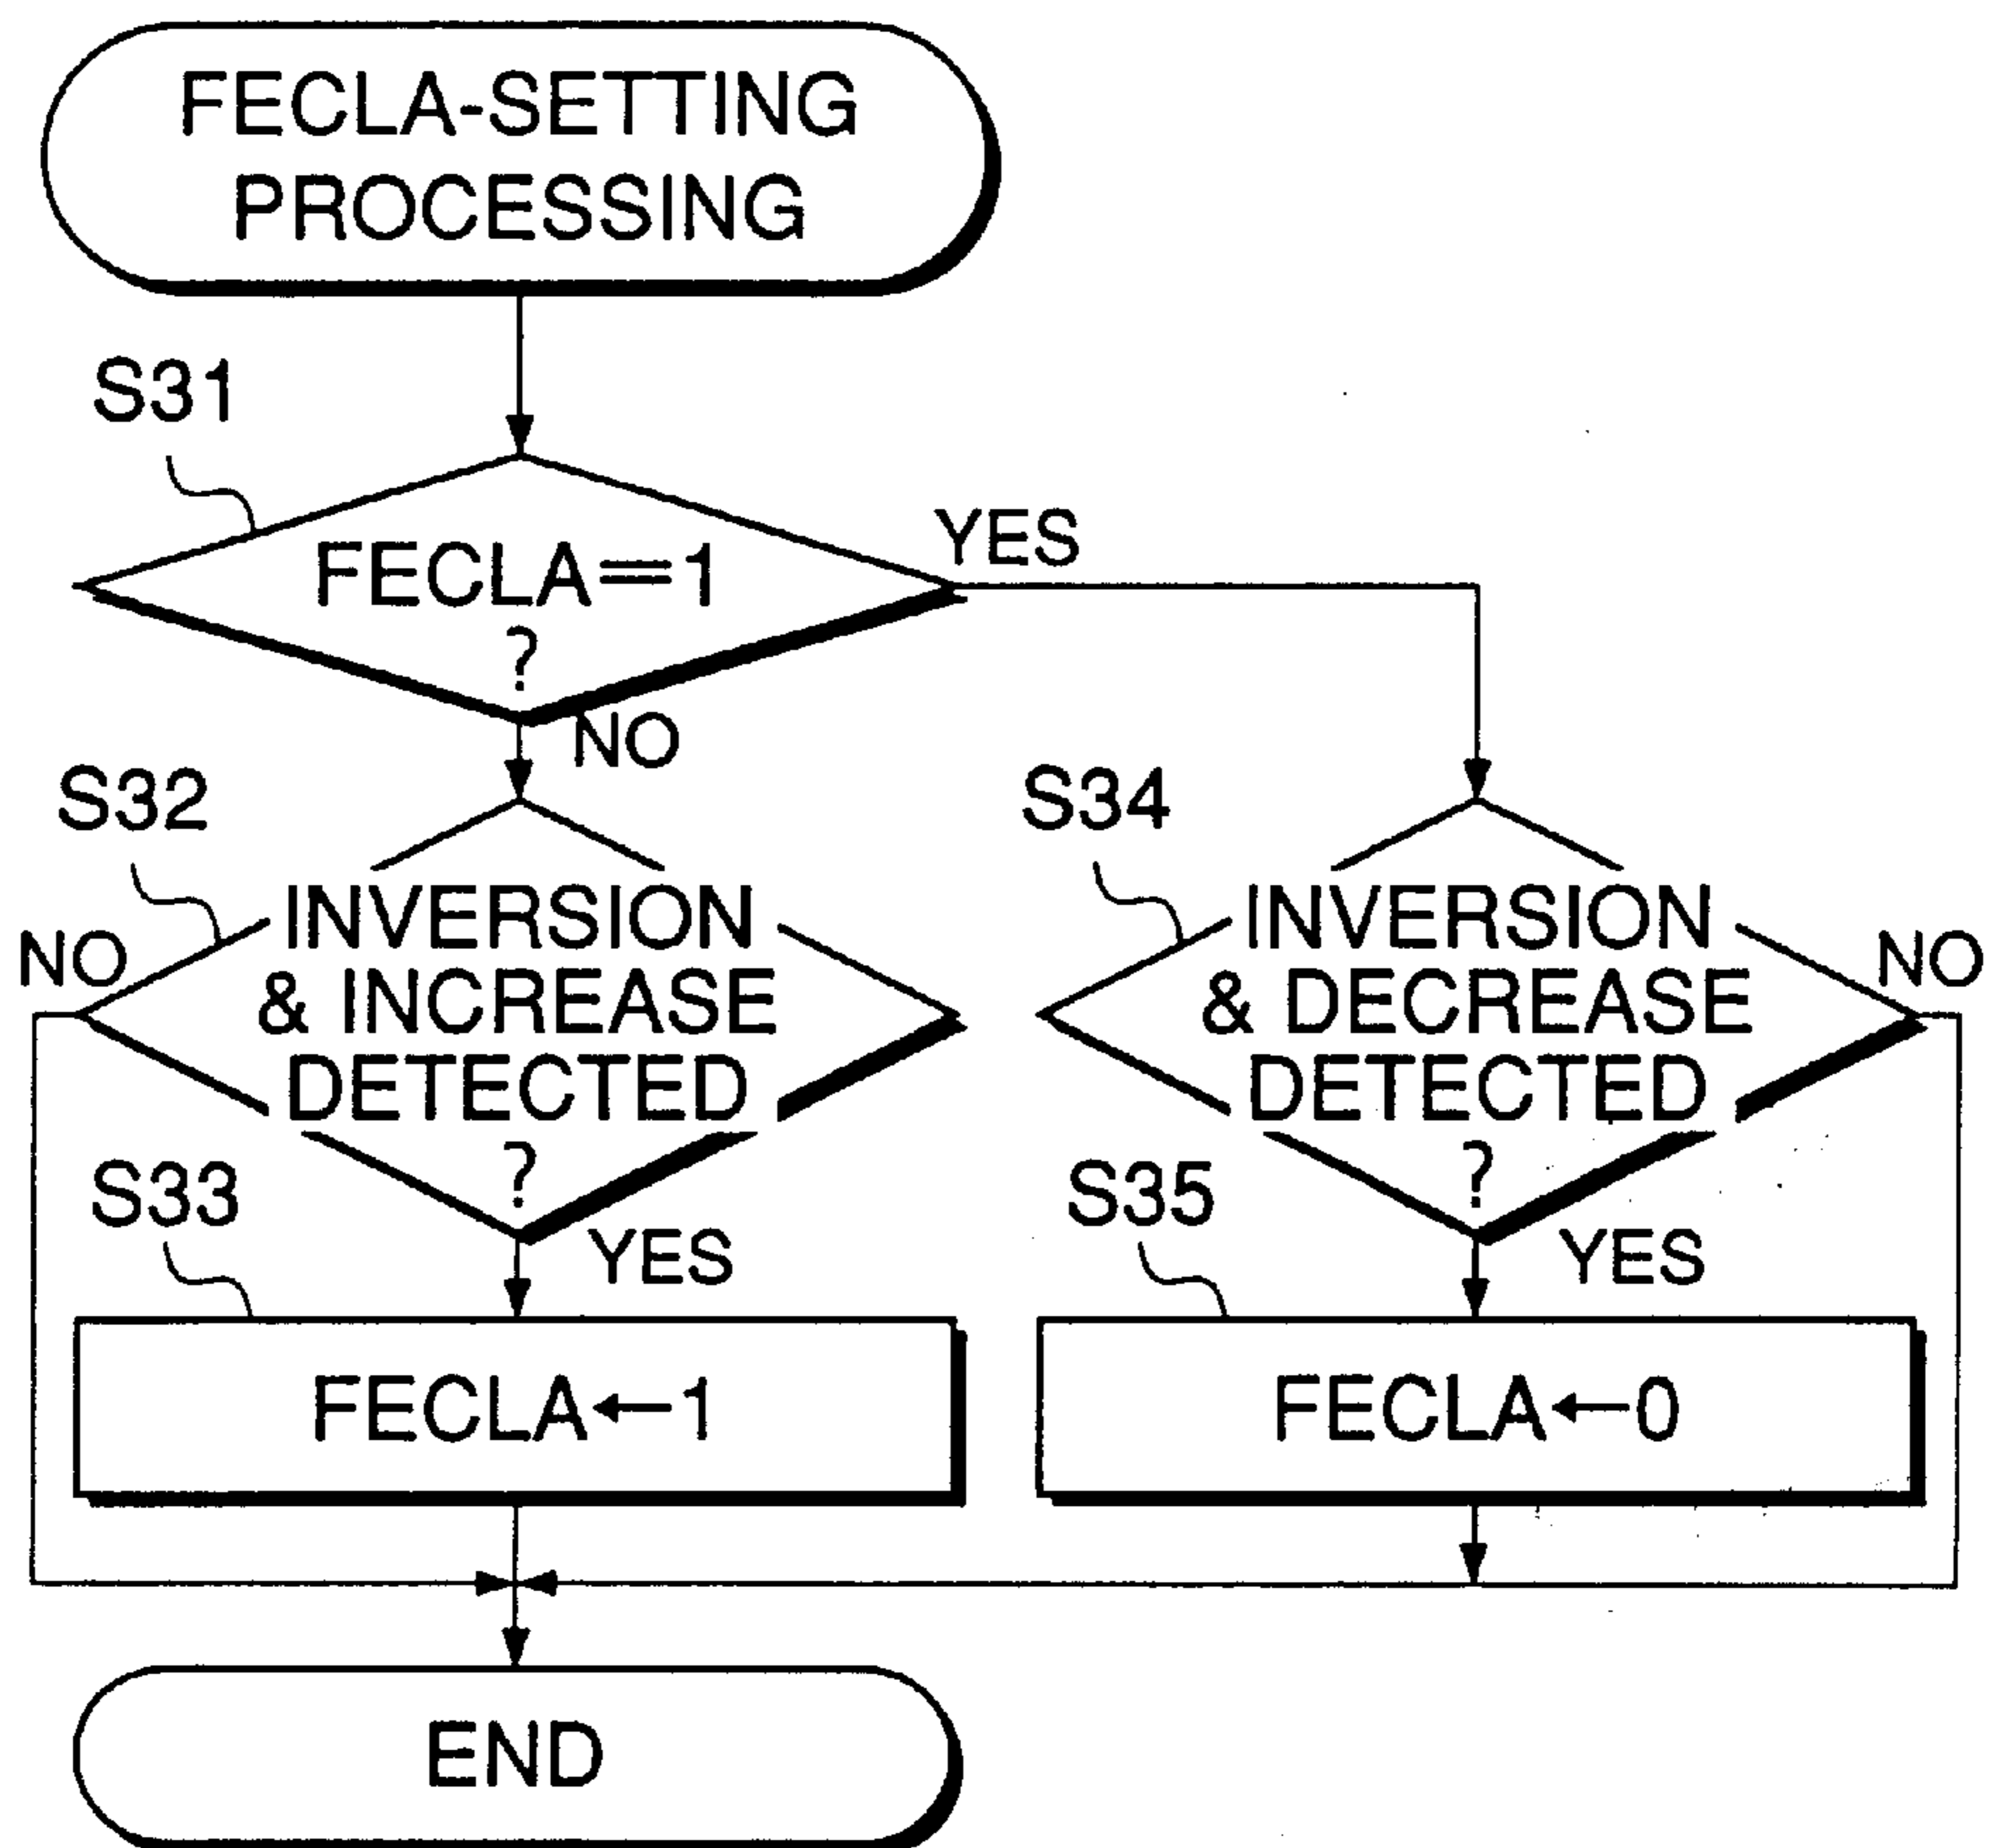 FECLA-SETTING
PROCESSING
S31
FECLA=1
?
YES
NO
S32
INVERSION
& INCREASE
DETECTED
?
NO
YES
S33
FECLA←1
S34
INVERSION
& DECREASE
DETECTED
?
NO
YES
S35
FECLA←0
END